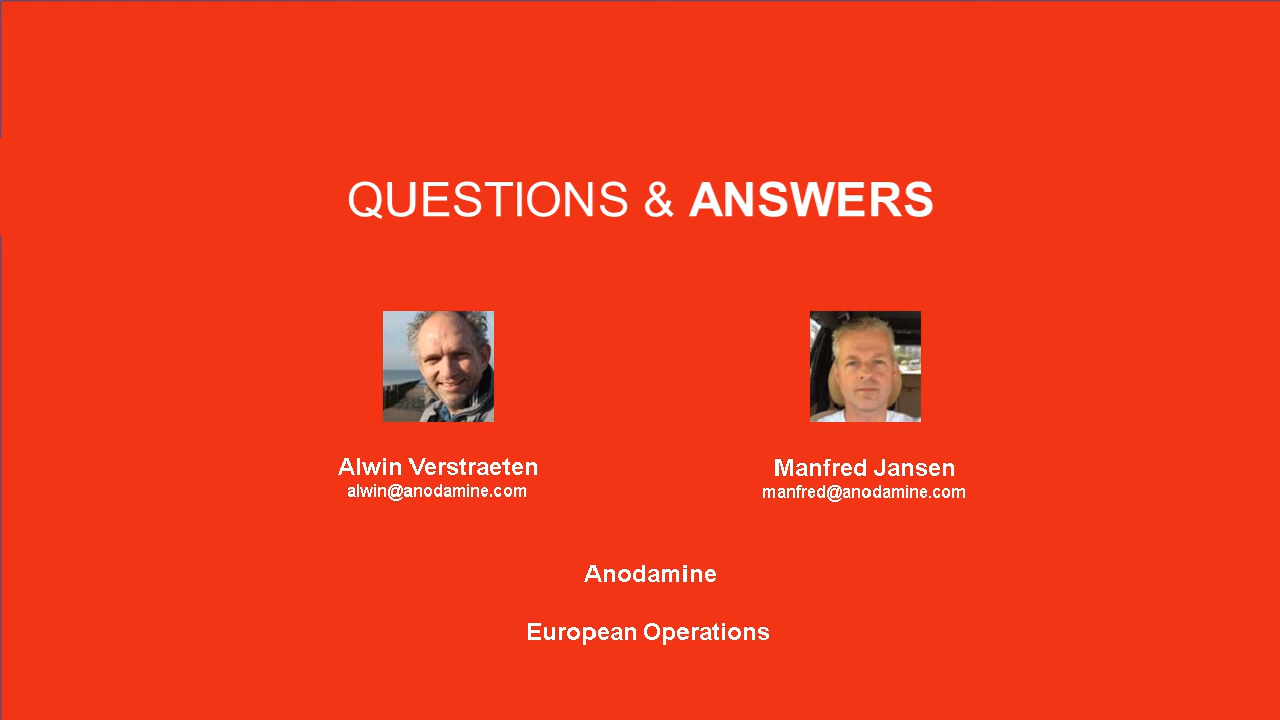 QUESTIONS & ANSWERS
Alwin Verstraeten
alwin@anodamine.com
Manfred Jansen
manfred@anodamine.com
Anodamine
European Operations